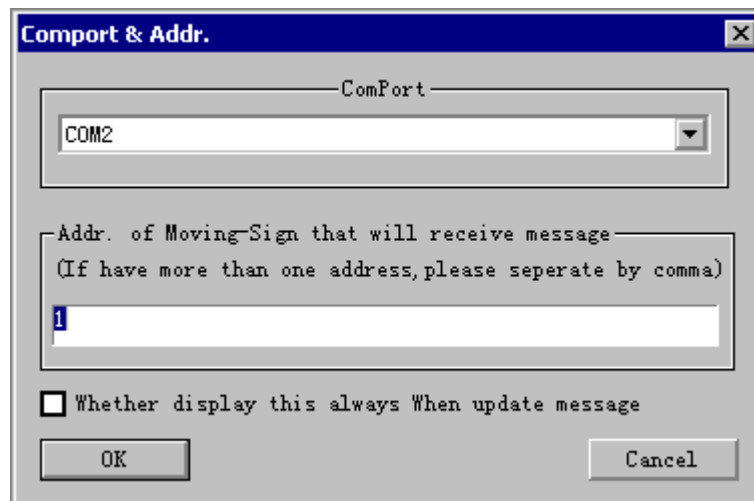 Comport & Addr.
ComPort
COM2
Addr. of Moving-Sign that will receive message
(If have more than one address,please seperate by comma)
1
Whether display this always When update message
OK
Cancel